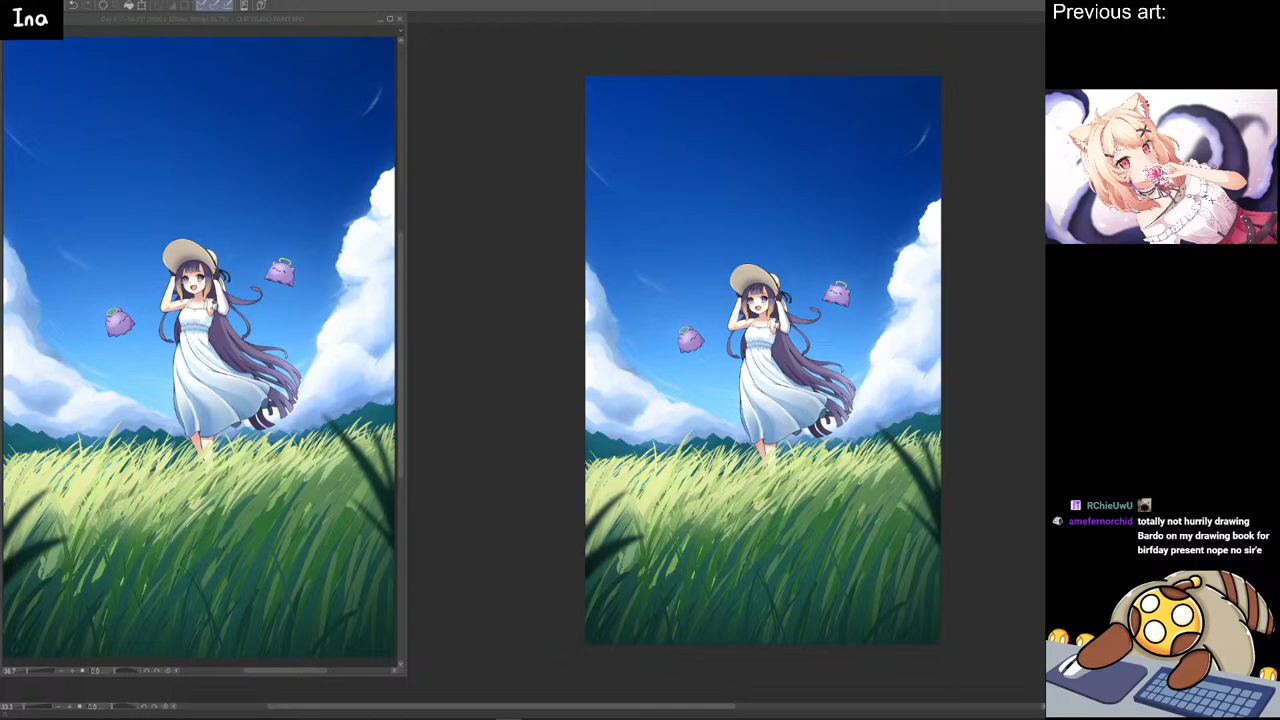 Ina
Previous art:
RChieUwU
amefernorchid totally not hurrily drawing
Bardo on my drawing book for
birfday present nope no sir'e